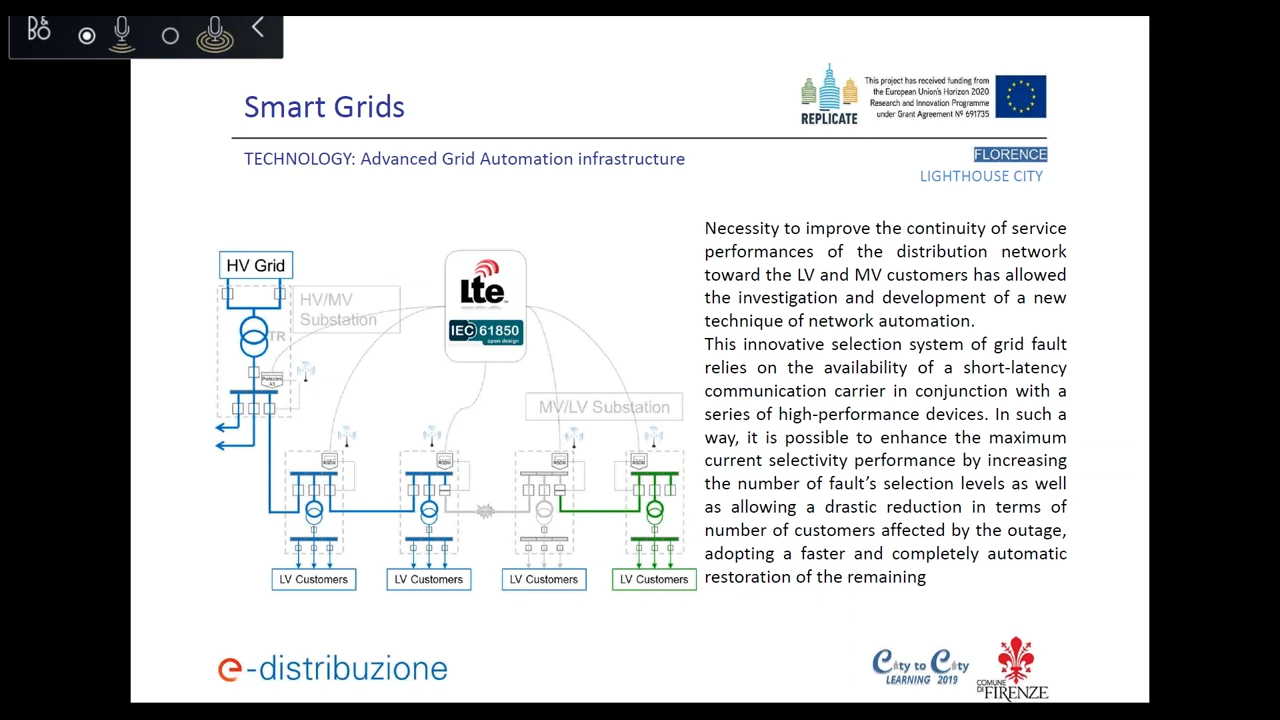 B&O
Smart Grids
REPLICATE
This project has received funding from
the European Union's Horizon 2020
Research and Innovation Programme
under Grant Agreement Nº 691735
TECHNOLOGY: Advanced Grid Automation infrastructure
FLORENCE
LIGHTHOUSE CITY
HV Grid
HV/MV
Substation
TR
Lte
IEC 61850
open design
MV/LV Substation
RGDM
RGDM
RGDM
RGDM
LV Customers
LV Customers
LV Customers
LV Customers
Necessity to improve the continuity of service
performances of the distribution network
toward the LV and MV customers has allowed
the investigation and development of a new
technique of network automation.
This innovative selection system of grid fault
relies on the availability of a short-latency
communication carrier in conjunction with a
series of high-performance devices. In such a
way, it is possible to enhance the maximum
current selectivity performance by increasing
the number of fault's selection levels as well
as allowing a drastic reduction in terms of
number of customers affected by the outage,
adopting a faster and completely automatic
restoration of the remaining
e-distribuzione
City to City
LEARNING 2019
COMUNE
DI FIRENZE